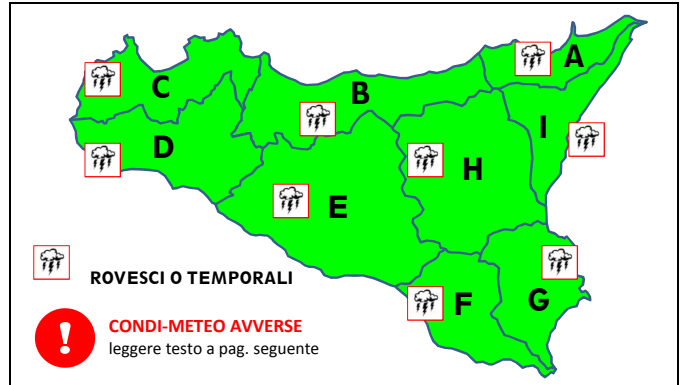 A
C
B
I
D
H
E
F
G
ROVESCI O TEMPORALI
!
CONDI-METEO AVVERSE
leggere testo a pag. seguente